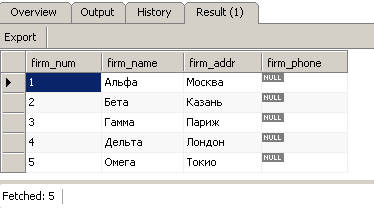 Overview Output History Result (1)
Export
firm_num firm_name firm_addr firm_phone
1 Альфа Москва NULL
2 Бета Казань NULL
3 Гамма Париж NULL
4 Дельта Лондон NULL
5 Омега Токио NULL
Fetched: 5